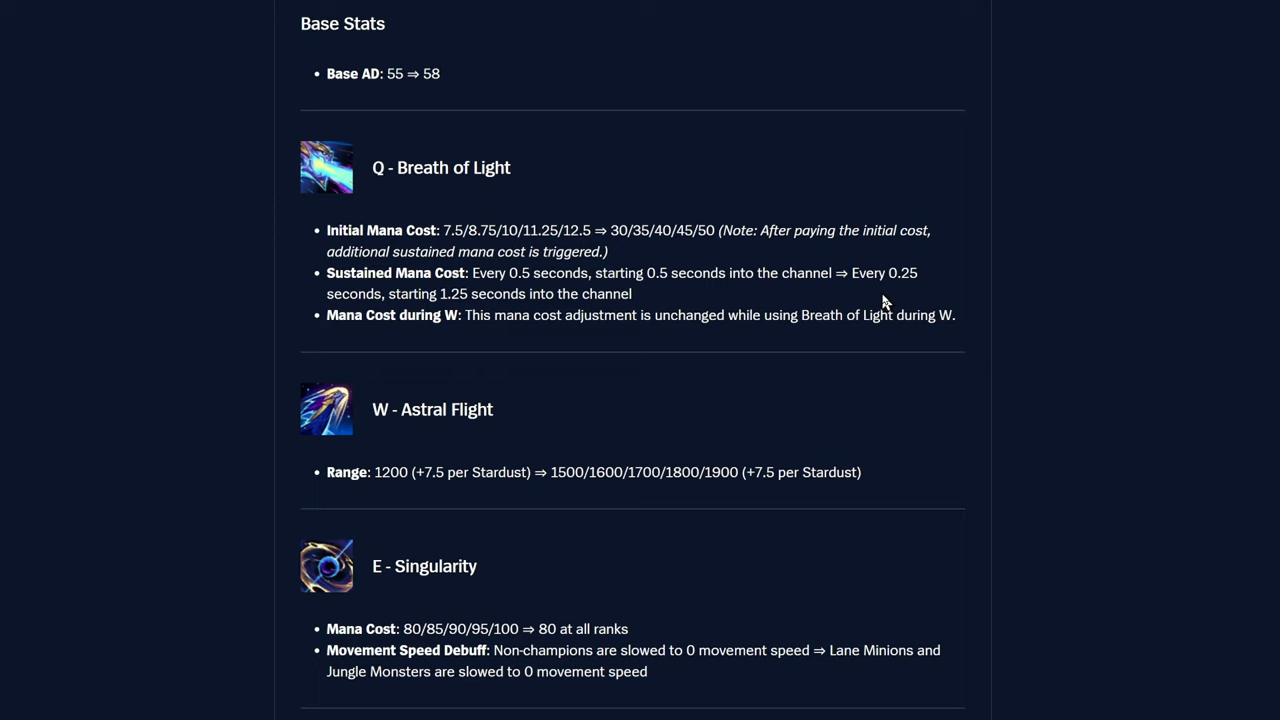 Base Stats
• Base AD: 55 ⇒ 58
Q - Breath of Light
• Initial Mana Cost: 7.5/8.75/10/11.25/12.5 ⇒ 30/35/40/45/50 (Note: After paying the initial cost,
additional sustained mana cost is triggered.)
• Sustained Mana Cost: Every 0.5 seconds, starting 0.5 seconds into the channel ⇒ Every 0.25
seconds, starting 1.25 seconds into the channel
• Mana Cost during W: This mana cost adjustment is unchanged while using Breath of Light during W.
W - Astral Flight
• Range: 1200 (+7.5 per Stardust) ⇒ 1500/1600/1700/1800/1900 (+7.5 per Stardust)
E - Singularity
• Mana Cost: 80/85/90/95/100 ⇒ 80 at all ranks
• Movement Speed Debuff: Non-champions are slowed to 0 movement speed ⇒ Lane Minions and
Jungle Monsters are slowed to 0 movement speed